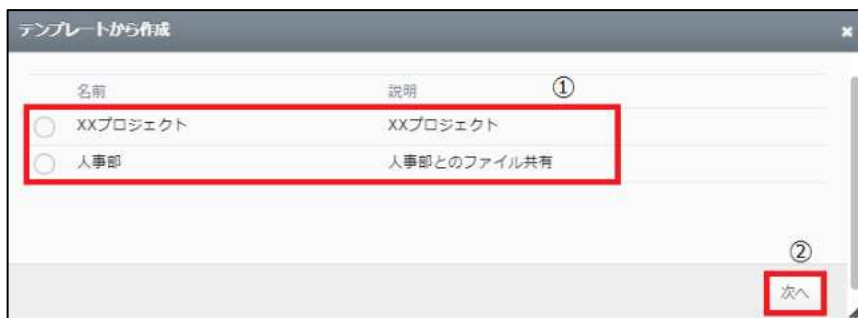 テンプレートから作成
名前 説明 ①
XXプロジェクト XXプロジェクト
人事部 人事部とのファイル共有
②
次へ